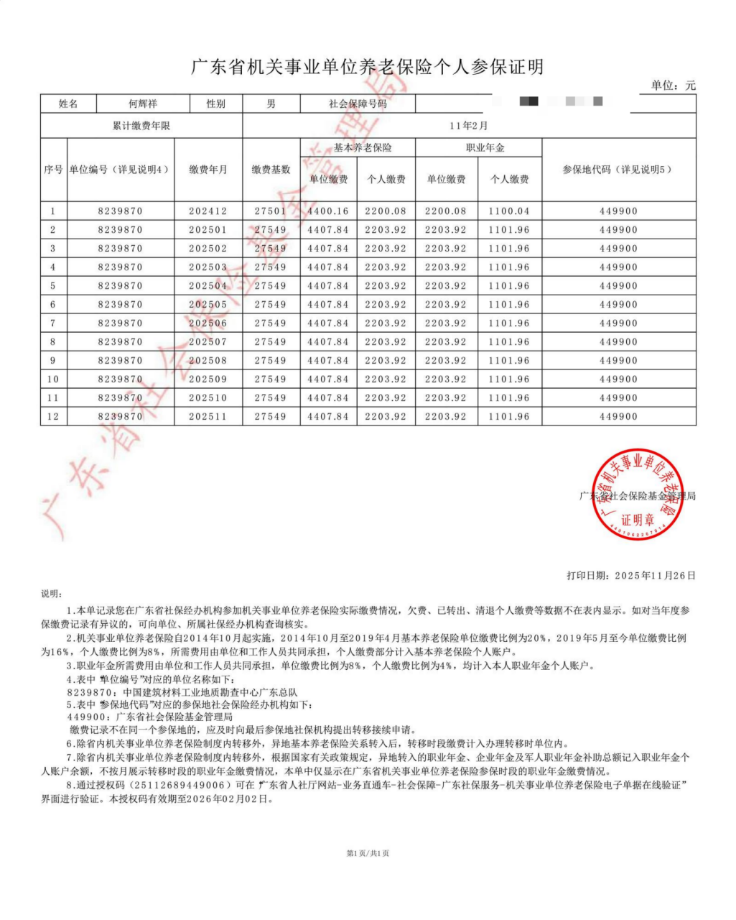 广东省机关事业单位养老保险个人参保证明
单位：元
姓名 何辉祥 性别 男 社会保障号码
累计缴费年限 11年2月
序号 单位编号（详见说明4） 缴费年月 缴费基数 基本养老保险 职业年金 参保地代码（详见说明5）
单位缴费 个人缴费 单位缴费 个人缴费
1 8239870 202412 27501 4400.16 2200.08 2200.08 1100.04 449900
2 8239870 202501 27549 4407.84 2203.92 2203.92 1101.96 449900
3 8239870 202502 27549 4407.84 2203.92 2203.92 1101.96 449900
4 8239870 202503 27549 4407.84 2203.92 2203.92 1101.96 449900
5 8239870 202504 27549 4407.84 2203.92 2203.92 1101.96 449900
6 8239870 202505 27549 4407.84 2203.92 2203.92 1101.96 449900
7 8239870 202506 27549 4407.84 2203.92 2203.92 1101.96 449900
8 8239870 202507 27549 4407.84 2203.92 2203.92 1101.96 449900
9 8239870 202508 27549 4407.84 2203.92 2203.92 1101.96 449900
10 8239870 202509 27549 4407.84 2203.92 2203.92 1101.96 449900
11 8239870 202510 27549 4407.84 2203.92 2203.92 1101.96 449900
12 8239870 202511 27549 4407.84 2203.92 2203.92 1101.96 449900
广东省社会保险基金管理局
广东省机关事业单位养老保险
广东省社会保险基金管理局
证明章
打印日期：2025年11月26日
说明：
1.本单记录您在广东省社保经办机构参加机关事业单位养老保险实际缴费情况，欠费、已转出、清退个人缴费等数据不在表内显示。如对当年度参
保缴费记录有异议的，可向单位、所属社保经办机构查询核实。
2.机关事业单位养老保险自2014年10月起实施，2014年10月至2019年4月基本养老保险单位缴费比例为20%，2019年5月至今单位缴费比例
为16%，个人缴费比例为8%，所需费用由单位和工作人员共同承担，个人缴费部分计入基本养老保险个人账户。
3.职业年金所需费用由单位和工作人员共同承担，单位缴费比例为8%，个人缴费比例为4%，均计入本人职业年金个人账户。
4.表中“单位编号”对应的单位名称如下：
8239870：中国建筑材料工业地质勘查中心广东总队
5.表中“参保地代码”对应的参保地社会保险经办机构如下：
449900：广东省社会保险基金管理局
缴费记录不在同一个参保地的，应及时向最后参保地社保机构提出转移接续申请。
6.除省内机关事业单位养老保险制度内转移外，异地基本养老保险关系转入后，转移时段缴费计入办理转移时单位内。
7.除省内机关事业单位养老保险制度内转移外，根据国家有关政策规定，异地转入的职业年金、企业年金及军人职业年金补助总额记入职业年金个
人账户余额，不按月展示转移时段的职业年金缴费情况，本单中仅显示在广东省机关事业单位养老保险参保时段的职业年金缴费情况。
8.通过授权码（25112689449006）可在“广东省人社厅网站-业务直通车-社会保障-广东社保服务-机关事业单位养老保险电子单据在线验证”
界面进行验证。本授权码有效期至2026年02月02日。
第1页/共1页